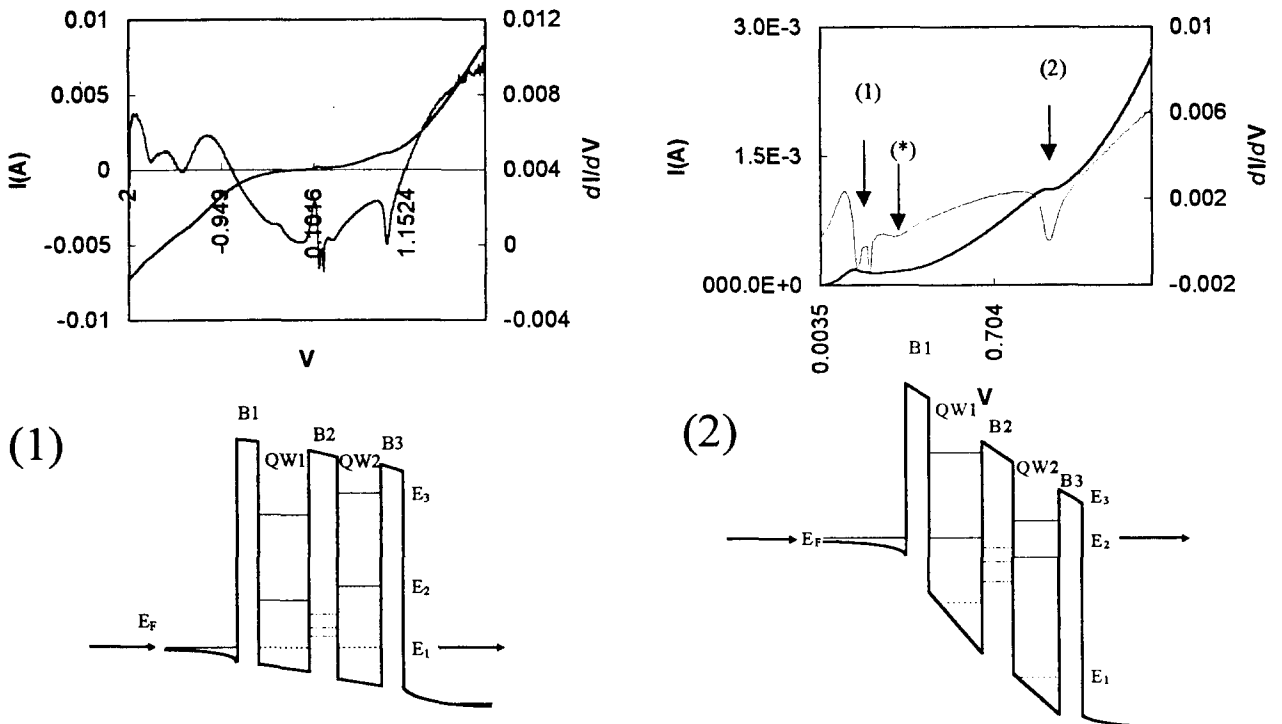 0.01
0.005
0
-0.005
-0.01
I(A)
2
-0.949
0.1016
1.1524
V
0.012
0.008
0.004
0
-0.004
dI/dV
3.0E-3
1.5E-3
000.0E+0
I(A)
(1)
(*)
(2)
0.0035
0.704
V
0.01
0.006
0.002
-0.002
dI/dV
(1)
B1
B2
B3
QW1
QW2
E3
E2
E1
EF
(2)
B1
QW1
B2
QW2
B3
E3
E2
E1
EF